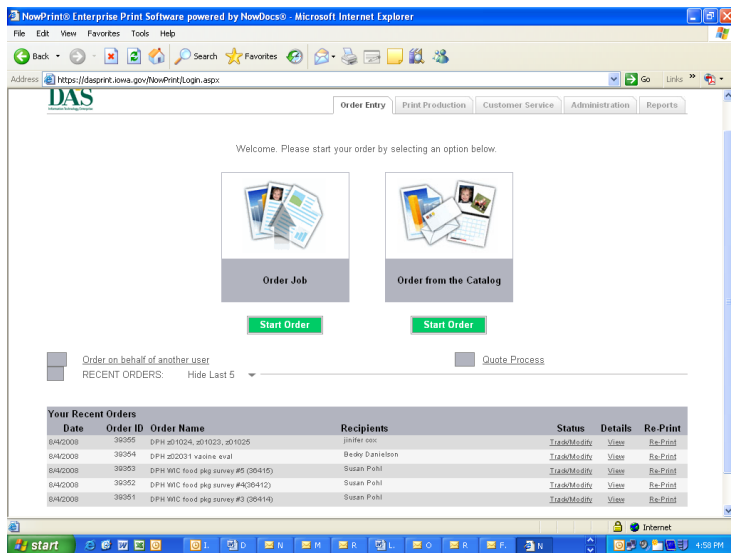 NowPrint® Enterprise Print Software powered by NowDocs® - Microsoft Internet Explorer
File Edit View Favorites Tools Help
Back Search Favorites
Address https://dasprint.iowa.gov/NowPrint/Login.aspx Go Links »
DAS
Order Entry Print Production Customer Service Administration Reports
Welcome. Please start your order by selecting an option below.
Order Job Order from the Catalog
Start Order Start Order
Order on behalf of another user Quote Process
RECENT ORDERS: Hide Last 5
Your Recent Orders
Date Order ID Order Name Recipients Status Details Re-Print
8/4/2008 39355 DPH z01024, z01023, z01025 jinifer cox Track/Modify View Re-Print
8/4/2008 39354 DPH z02031 vaccine eval Becky Danielson Track/Modify View Re-Print
8/4/2008 39353 DPH WIC food pkg survey #5 (36415) Susan Pohl Track/Modify View Re-Print
8/4/2008 39352 DPH WIC food pkg survey #4(36412) Susan Pohl Track/Modify View Re-Print
8/4/2008 39351 DPH WIC food pkg survey #3 (36414) Susan Pohl Track/Modify View Re-Print
Internet
start I. D N M R L. O R F. N 4:58 PM